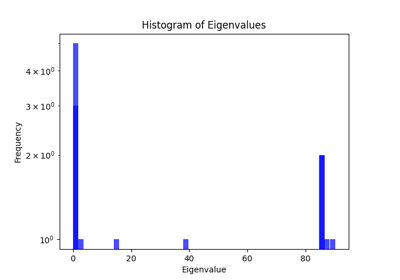 Histogram of Eigenvalues
Frequency
4 × 10⁰
3 × 10⁰
2 × 10⁰
10⁰
0 20 40 60 80
Eigenvalue